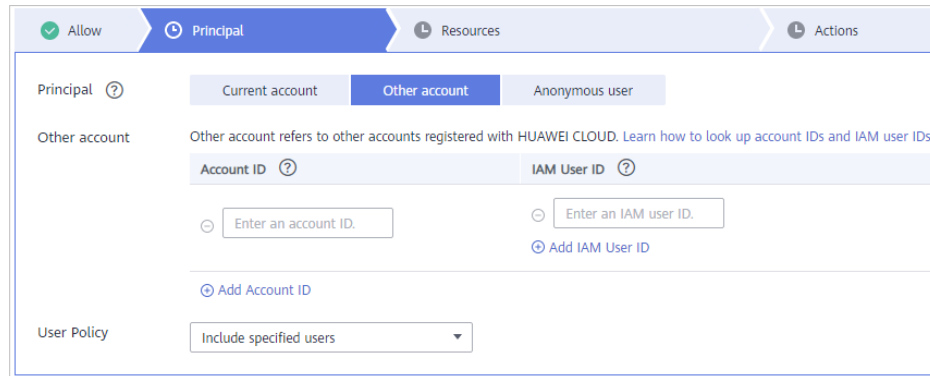 Allow
Principal
Resources
Actions
Principal ?
Current account
Other account
Anonymous user
Other account
Other account refers to other accounts registered with HUAWEI CLOUD. Learn how to look up account IDs and IAM user IDs
Account ID ?
IAM User ID ?
Enter an account ID.
Enter an IAM user ID.
Add IAM User ID
Add Account ID
User Policy
Include specified users